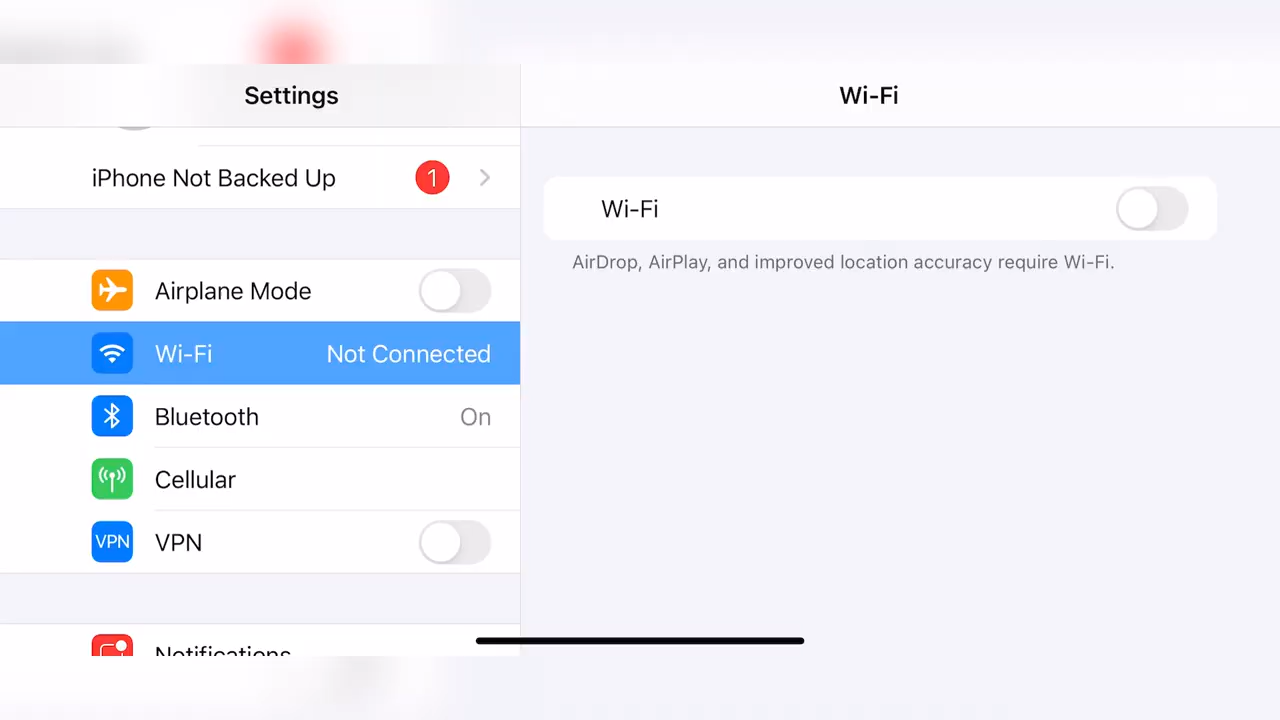 Settings
iPhone Not Backed Up 1
Airplane Mode
Wi-Fi Not Connected
Bluetooth On
Cellular
VPN VPN
Notifications
Wi-Fi
Wi-Fi
AirDrop, AirPlay, and improved location accuracy require Wi-Fi.